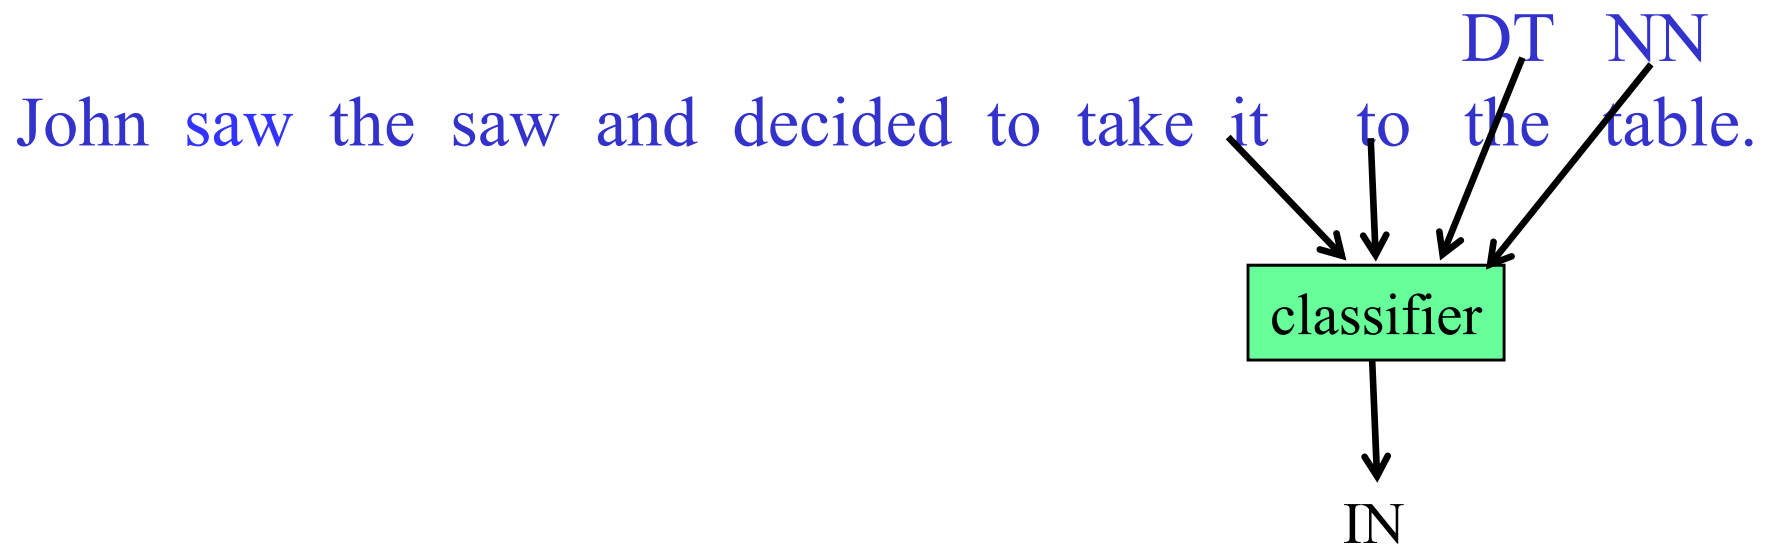 DT NN
John saw the saw and decided to take it to the table.
classifier
IN